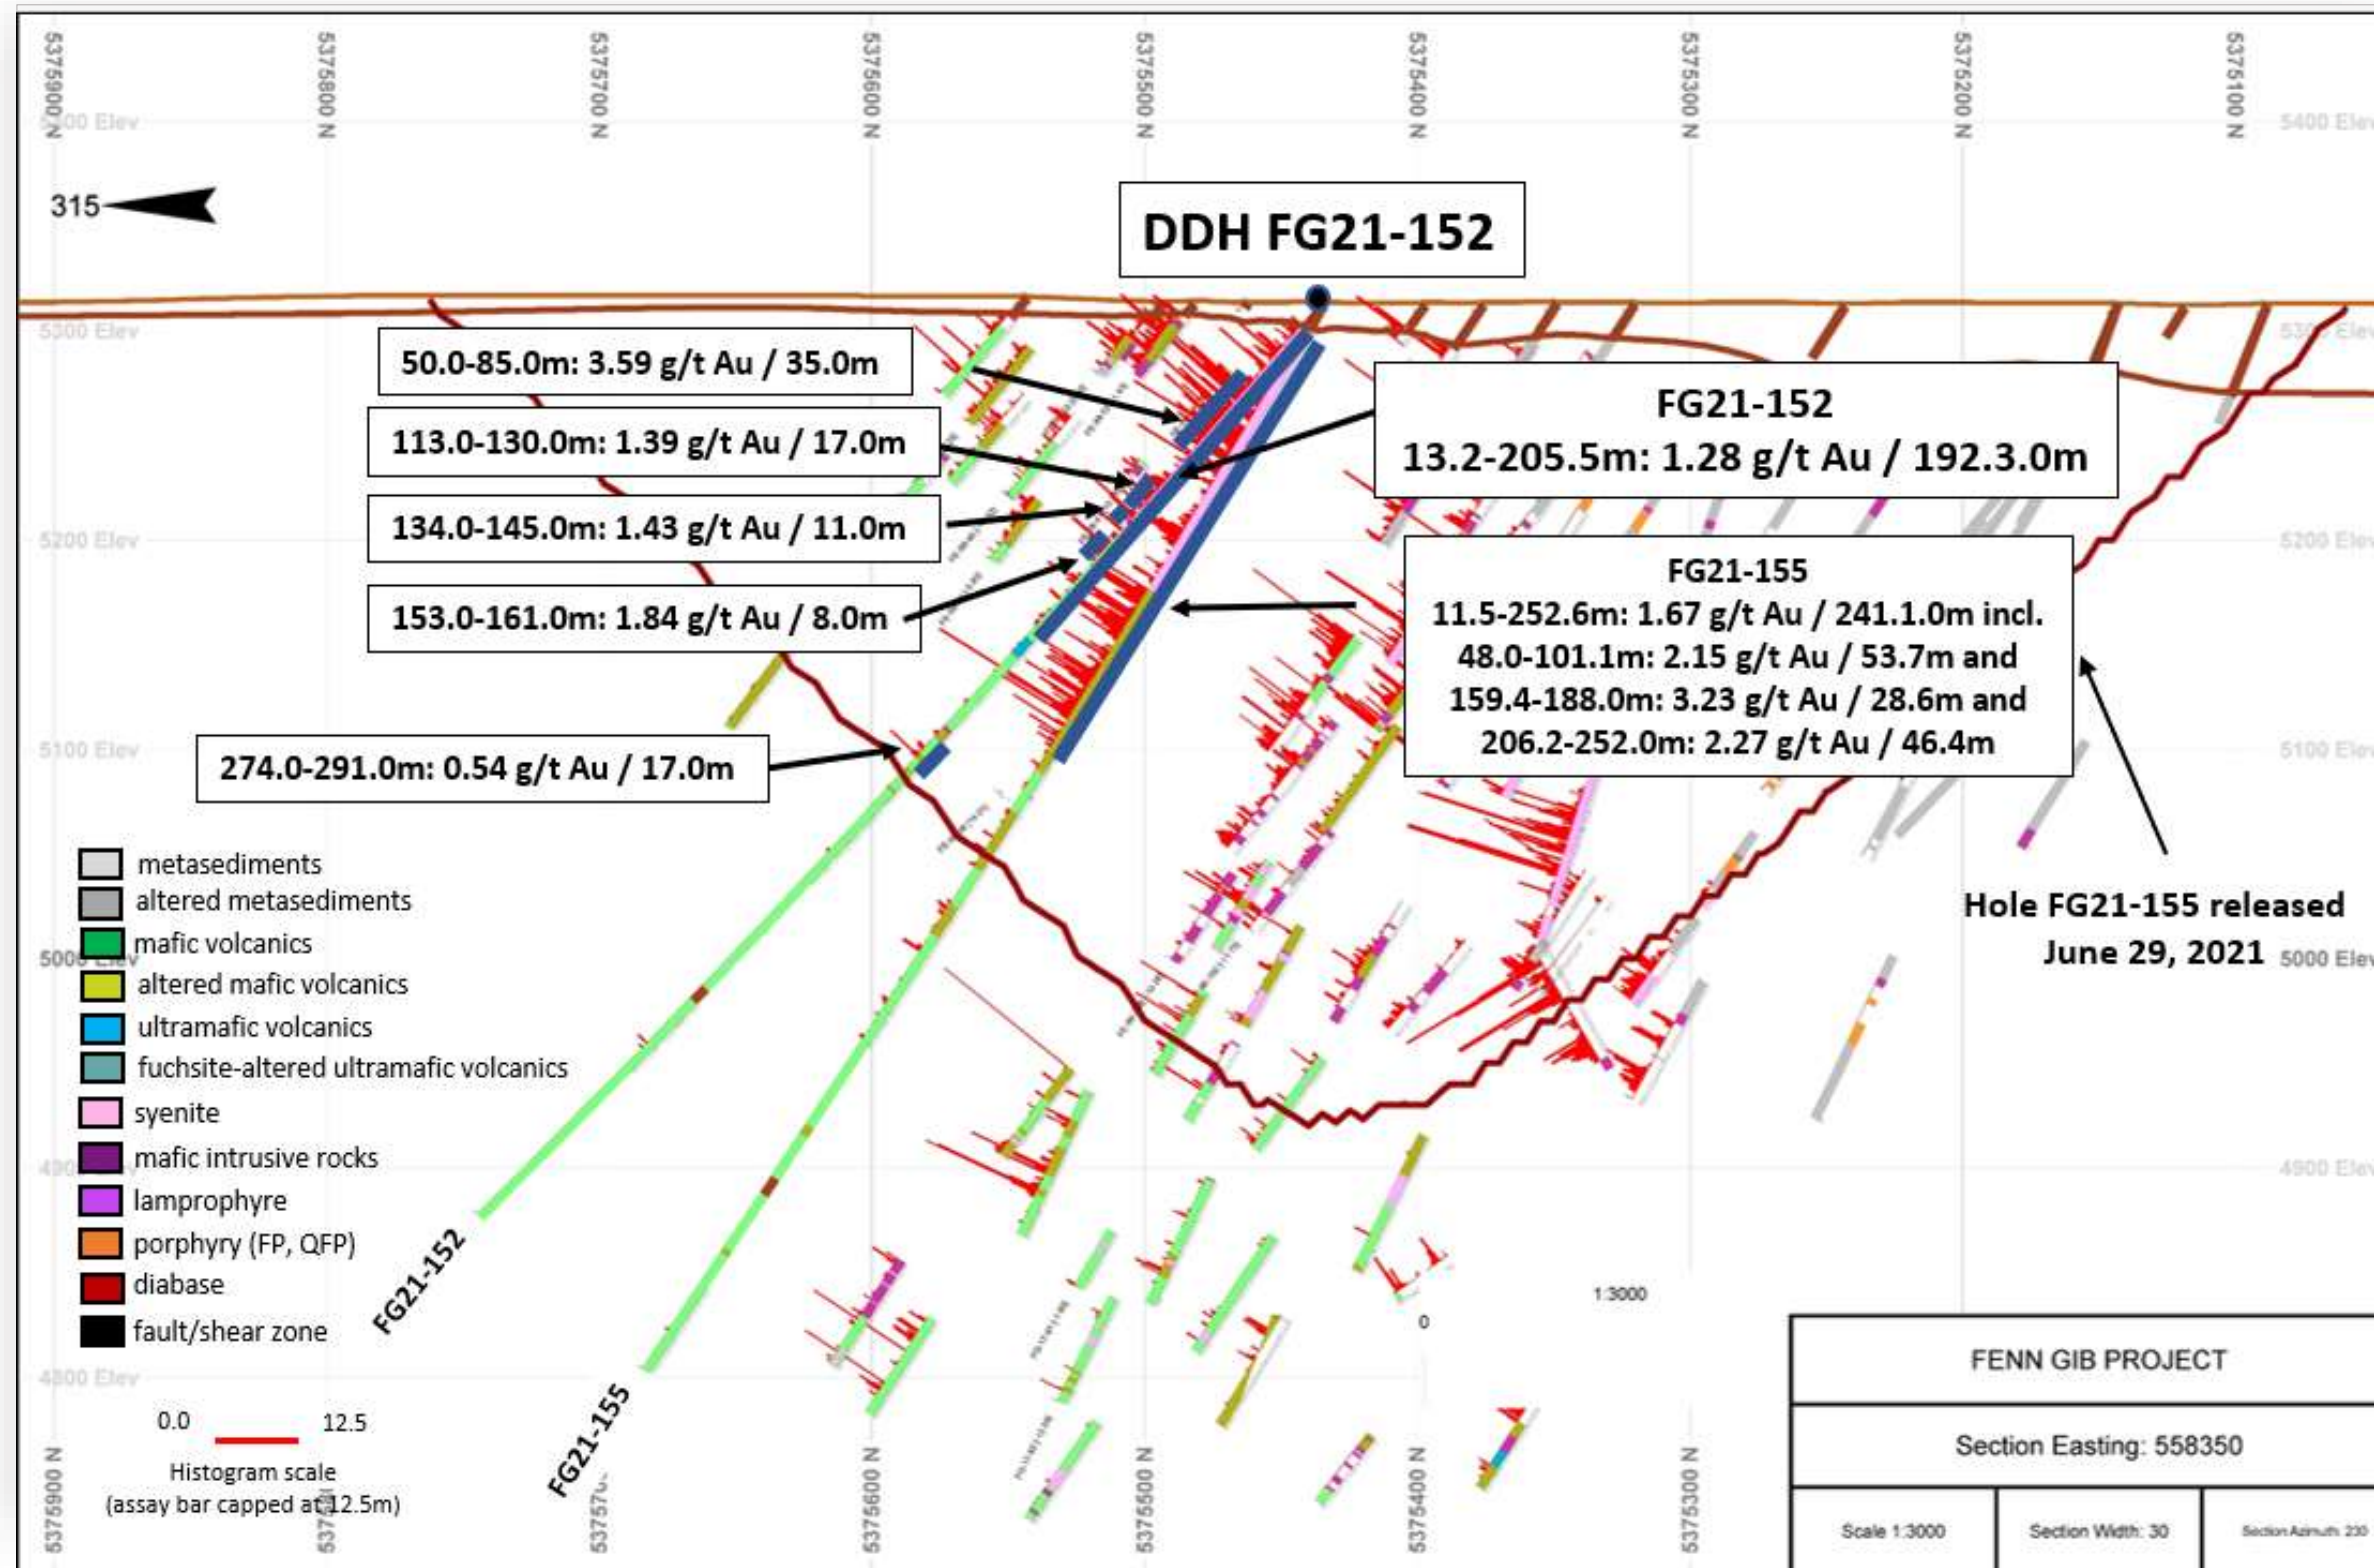 5375900 N
5375800 N
5375700 N
5375600 N
5375500 N
5375400 N
5375300 N
5375200 N
5375100 N
5400 Elev
315
DDH FG21-152
5300 Elev
50.0-85.0m: 3.59 g/t Au / 35.0m
113.0-130.0m: 1.39 g/t Au / 17.0m
134.0-145.0m: 1.43 g/t Au / 11.0m
153.0-161.0m: 1.84 g/t Au / 8.0m
274.0-291.0m: 0.54 g/t Au / 17.0m
FG21-152
13.2-205.5m: 1.28 g/t Au / 192.3.0m
5200 Elev
5200 Elev
FG21-155
11.5-252.6m: 1.67 g/t Au / 241.1.0m incl.
48.0-101.1m: 2.15 g/t Au / 53.7m and
159.4-188.0m: 3.23 g/t Au / 28.6m and
206.2-252.0m: 2.27 g/t Au / 46.4m
5100 Elev
5100 Elev
Hole FG21-155 released
June 29, 2021
5000 Elev
5000 Elev
metasediments
altered metasediments
mafic volcanics
altered mafic volcanics
ultramafic volcanics
fuchsite-altered ultramafic volcanics
syenite
mafic intrusive rocks
lamprophyre
porphyry (FP, QFP)
diabase
fault/shear zone
4900 Elev
4800 Elev
FG21-152
FG21-155
0.0 12.5
Histogram scale
(assay bar capped at 12.5m)
1:3000
0
5375900 N
5375600 N
5375500 N
5375400 N
5375300 N
FENN GIB PROJECT
Section Easting: 558350
Scale 1:3000
Section Width: 30
Section Azimuth: 230